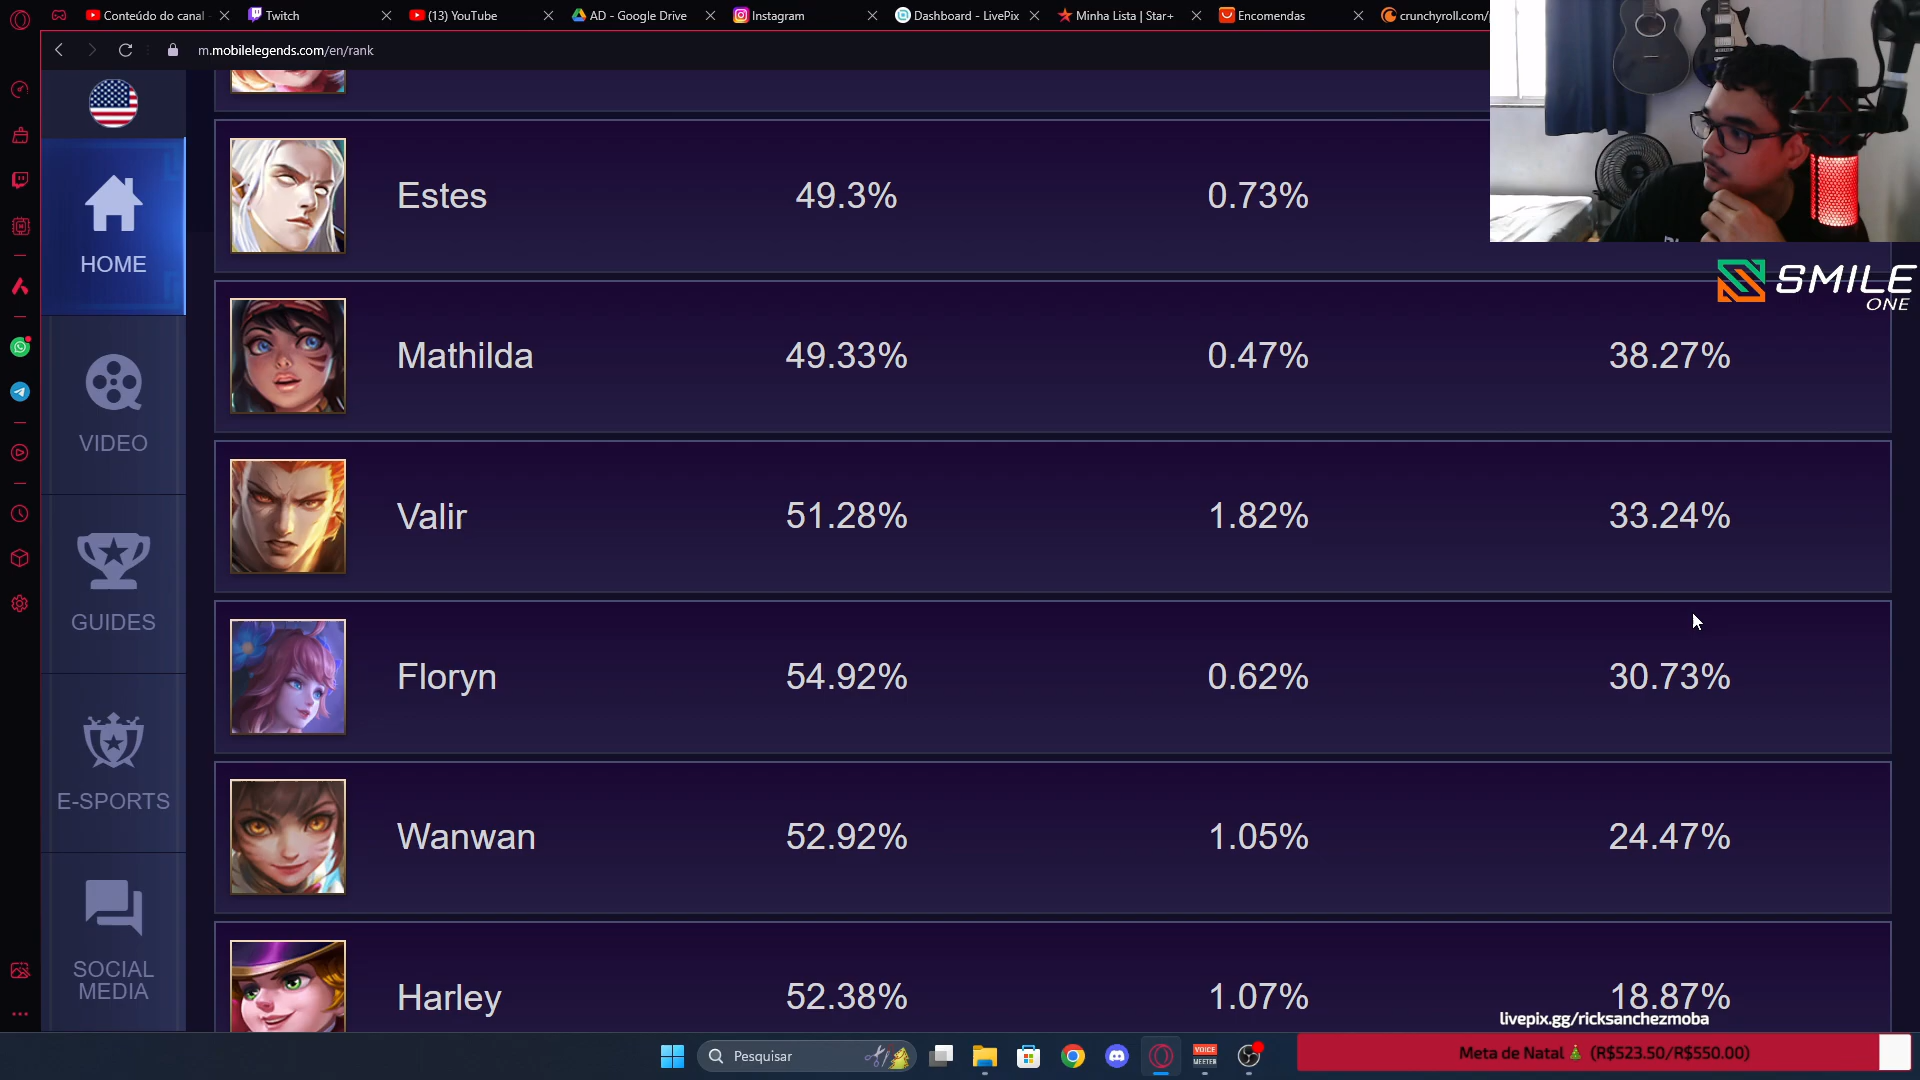 Conteúdo do canal
Twitch
(13) YouTube
AD - Google Drive
Instagram
Dashboard - LivePix
Minha Lista | Star+
Encomendas
crunchyroll.com/
m.mobilelegends.com/en/rank
HOME
VIDEO
GUIDES
E-SPORTS
SOCIAL
MEDIA
Estes 49.3% 0.73%
SMILE
ONE
Mathilda 49.33% 0.47% 38.27%
Valir 51.28% 1.82% 33.24%
Floryn 54.92% 0.62% 30.73%
Wanwan 52.92% 1.05% 24.47%
Harley 52.38% 1.07% 18.87%
livepix.gg/ricksanchezmoba
Pesquisar
VOICE
MEETER
Meta de Natal🎄 (R$523.50/R$550.00)